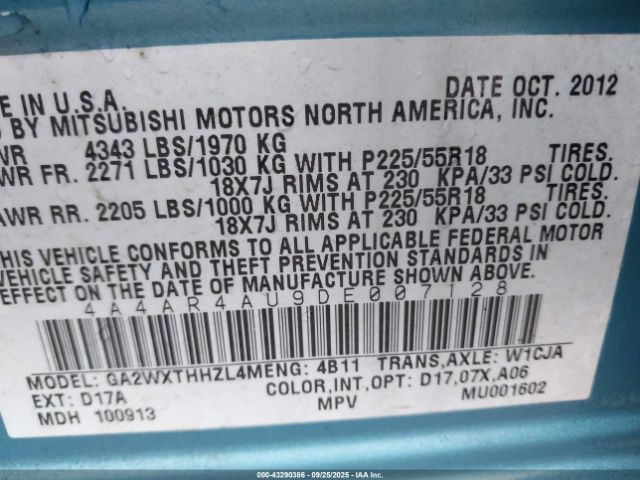 E IN U.S.A. DATE OCT. 2012
D BY MITSUBISHI MOTORS NORTH AMERICA, INC.
WR 4343 LBS/1970 KG
WR FR. 2271 LBS/1030 KG WITH P225/55R18 TIRES.
18X7J RIMS AT 230 KPA/33 PSI COLD.
AWR RR. 2205 LBS/1000 KG WITH P225/55R18 TIRES.
18X7J RIMS AT 230 KPA/33 PSI COLD.
THIS VEHICLE CONFORMS TO ALL APPLICABLE FEDERAL MOTOR
VEHICLE SAFETY AND THEFT PREVENTION STANDARDS IN
EFFECT ON THE DATE OF MANUFACTURE SHOWN ABOVE.
4A4AR4AU9DE007128
MODEL: GA2WXTHHZL4M ENG: 4B11 TRANS,AXLE: W1CJA
EXT: D17A COLOR,INT,OPT: D17,07X,A06
MDH 100913 MPV MU001602
000-43290386 - 09/25/2025 - IAA Inc.